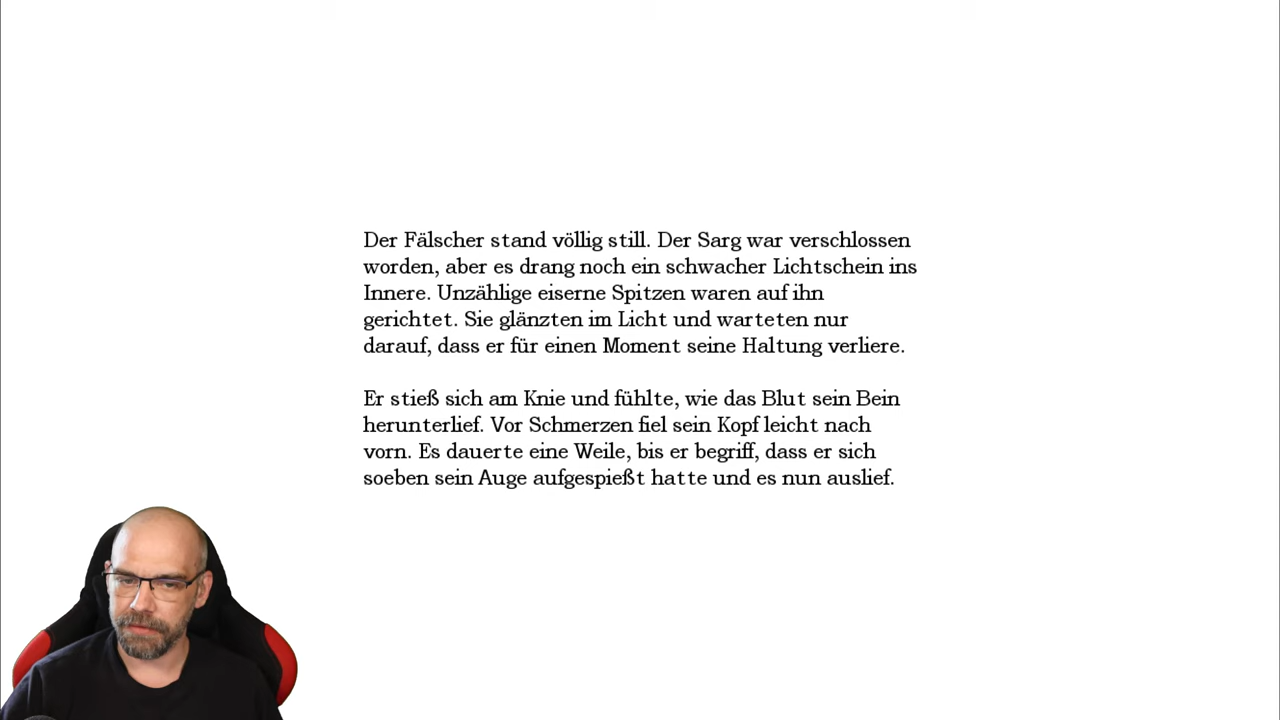 Der Fälscher stand völlig still. Der Sarg war verschlossen
worden, aber es drang noch ein schwacher Lichtschein ins
Innere. Unzählige eiserne Spitzen waren auf ihn
gerichtet. Sie glänzten im Licht und warteten nur
darauf, dass er für einen Moment seine Haltung verliere.
Er stieß sich am Knie und fühlte, wie das Blut sein Bein
herunterlief. Vor Schmerzen fiel sein Kopf leicht nach
vorn. Es dauerte eine Weile, bis er begriff, dass er sich
soeben sein Auge aufgespießt hatte und es nun auslief.